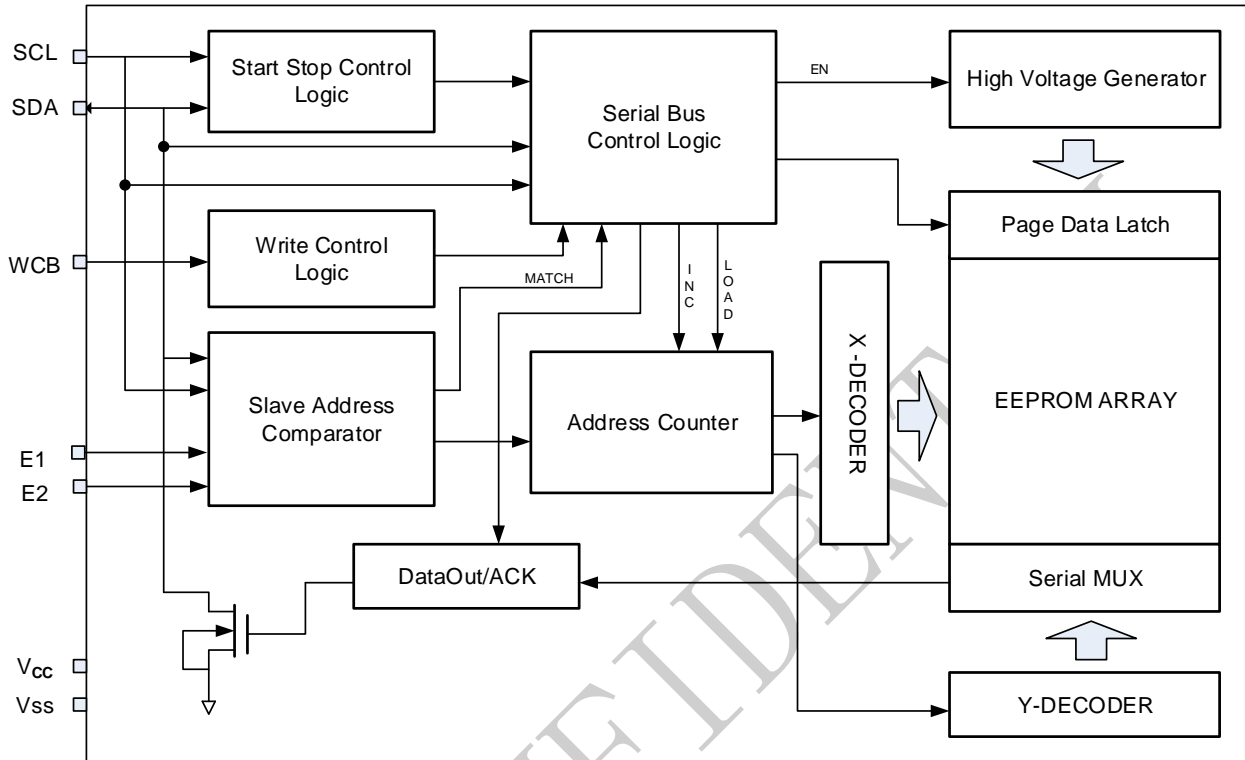 SCL
SDA
WCB
E1
E2
Vcc
Vss
Start Stop Control
Logic
Write Control
Logic
Slave Address
Comparator
Serial Bus
Control Logic
MATCH
INC
LOAD
EN
Address Counter
DataOut/ACK
X -DECODER
High Voltage Generator
Page Data Latch
EEPROM ARRAY
Serial MUX
Y-DECODER